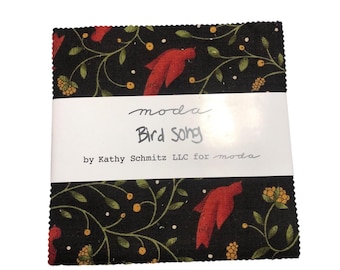 moda
Bird Song
by Kathy Schmitz LLC for moda